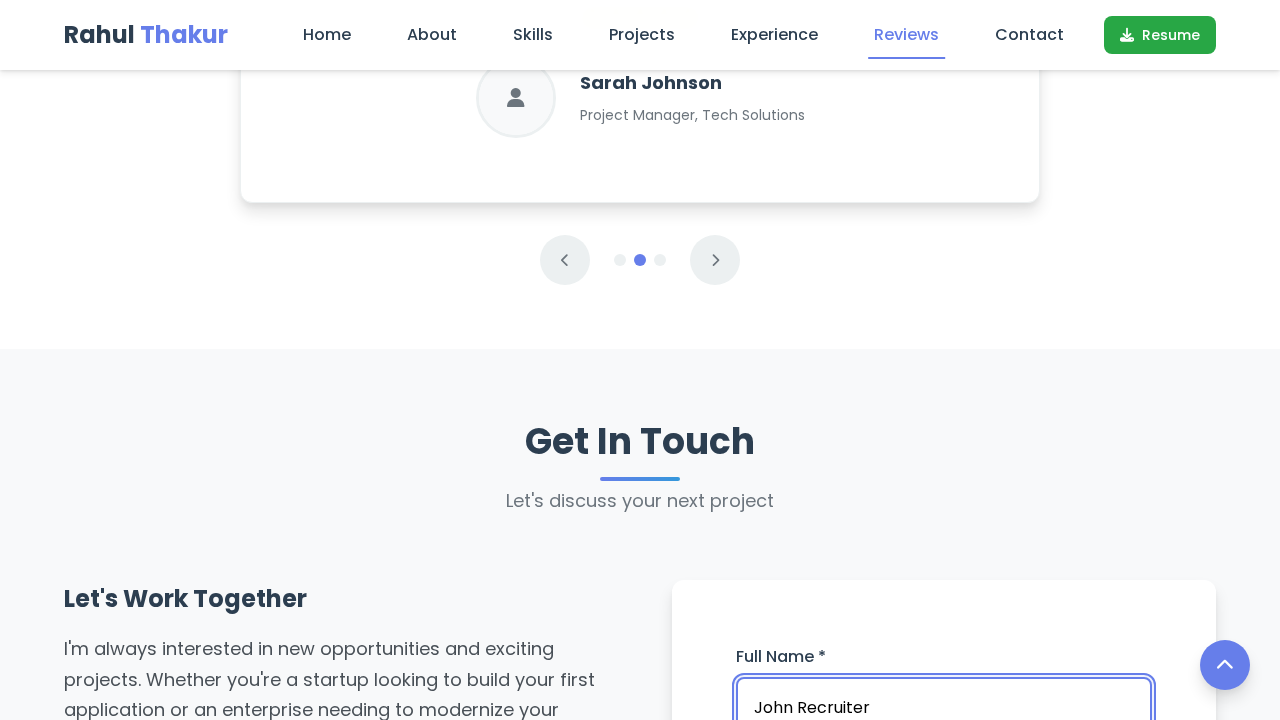 Rahul Thakur
Home
About
Skills
Projects
Experience
Reviews
Contact
Resume
Sarah Johnson
Project Manager, Tech Solutions
Get In Touch
Let's discuss your next project
Let's Work Together
I'm always interested in new opportunities and exciting
projects. Whether you're a startup looking to build your first
application or an enterprise needing to modernize your
Full Name *
John Recruiter